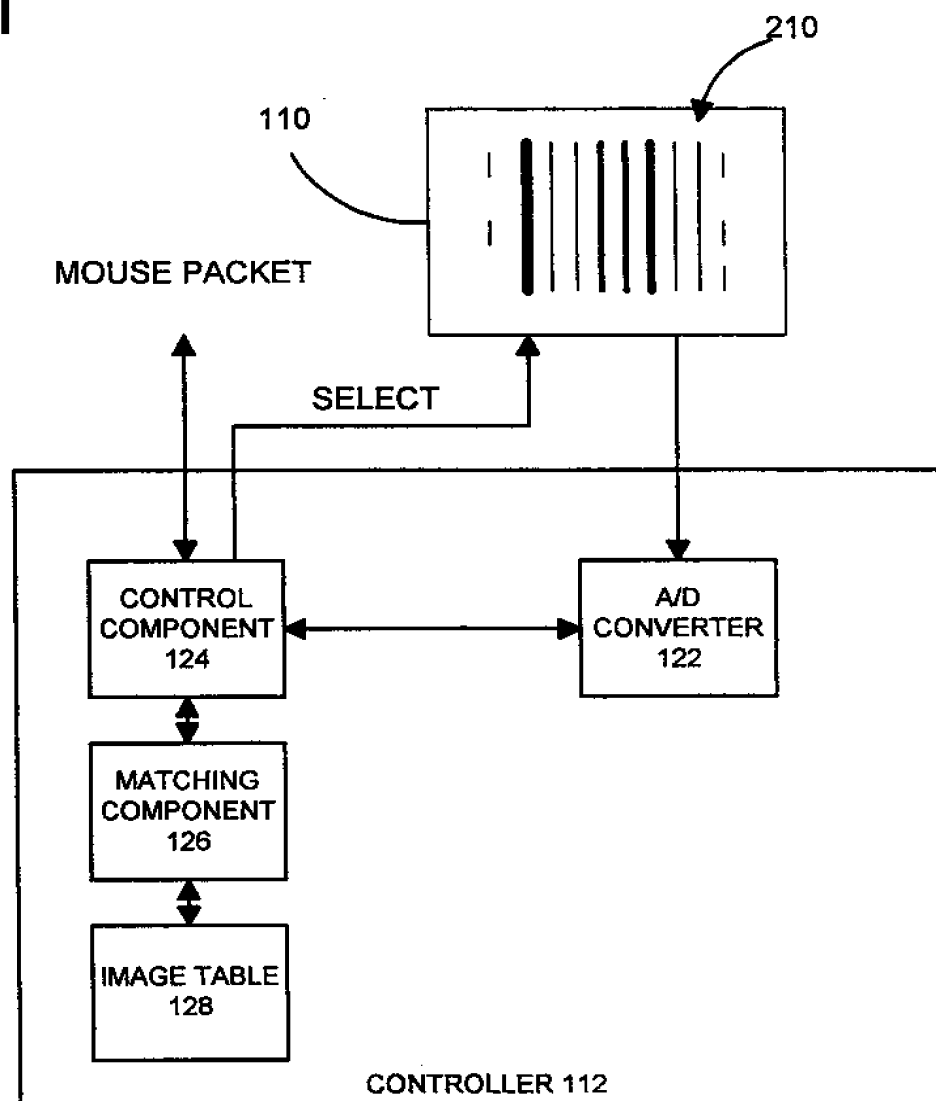 210
110
MOUSE PACKET
SELECT
CONTROL
COMPONENT
124
A/D
CONVERTER
122
MATCHING
COMPONENT
126
IMAGE TABLE
128
CONTROLLER 112